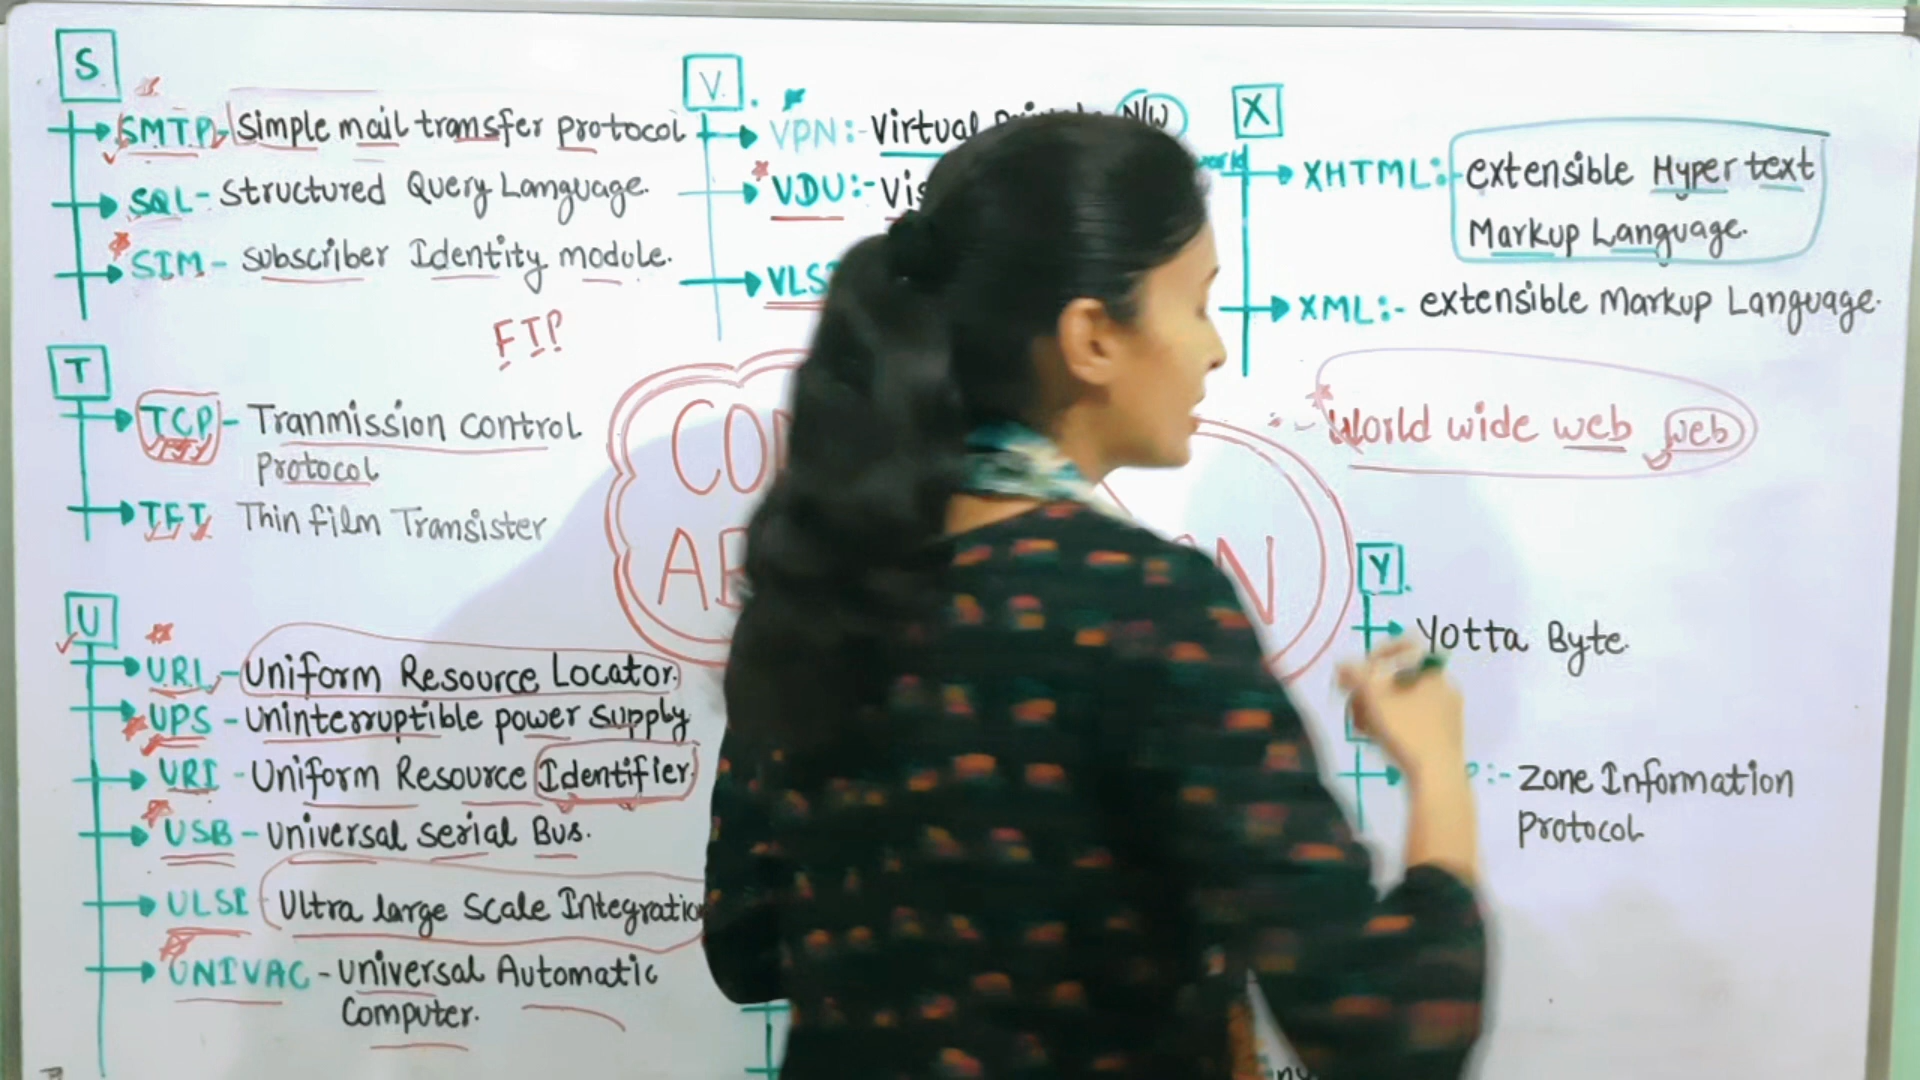 S
SMTP - Simple mail transfer protocol
SQL - Structured Query Language.
SIM - Subscriber Identity module.
FTP
T
TCP - Tranmission control
protocol
TFT Thin film Transister
U
URL - Uniform Resource Locator.
UPS - Uninterruptible power supply
URI - Uniform Resource Identifier.
USB - Universal serial Bus.
ULSI Ultra large Scale Integratio
UNIVAC - Universal Automatic
Computer.
V
VPN :- Virtual N/W
VDU :- Vis
VLS
X
XHTML :- extensible Hyper text
Markup Language.
XML :- extensible Markup Language.
:- World wide web web
Y
Yotta Byte.
:- Zone Information
Protocol